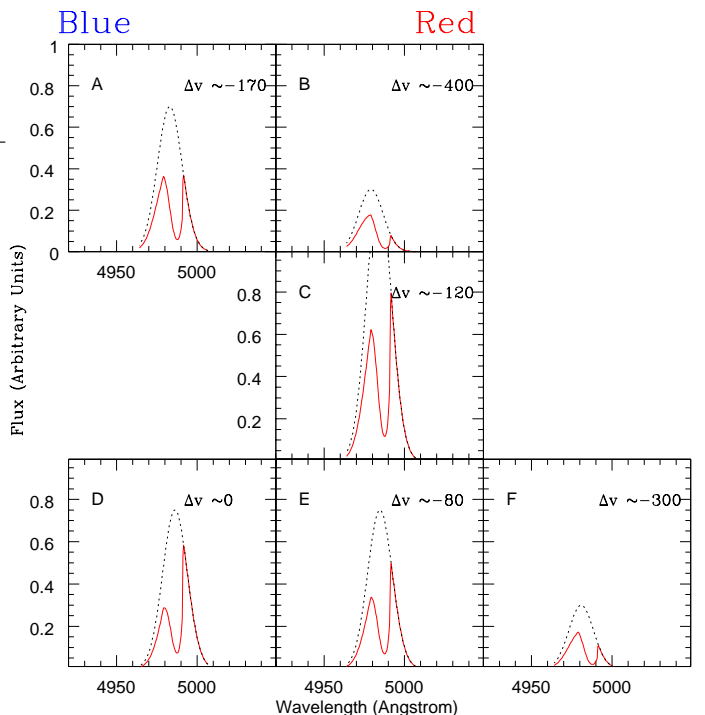 Blue Red
1
A Δv ~−170 B Δv ~−400
0.8
0.6
0.4
0.2
0
4950 5000
C Δv ~−120
0.8
0.6
0.4
0.2
Flux (Arbitrary Units)
D Δv ~0 E Δv ~−80 F Δv ~−300
0.8
0.6
0.4
0.2
4950 5000 4950 5000 4950 5000
Wavelength (Angstrom)